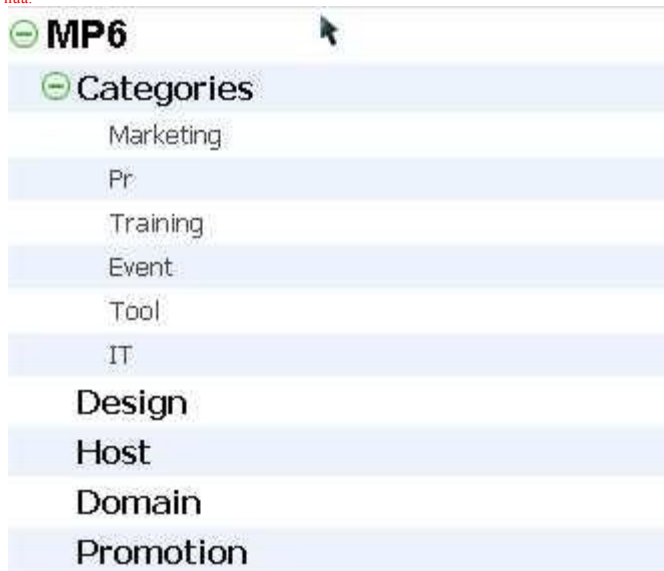 MP6
Categories
Marketing
Pr
Training
Event
Tool
IT
Design
Host
Domain
Promotion